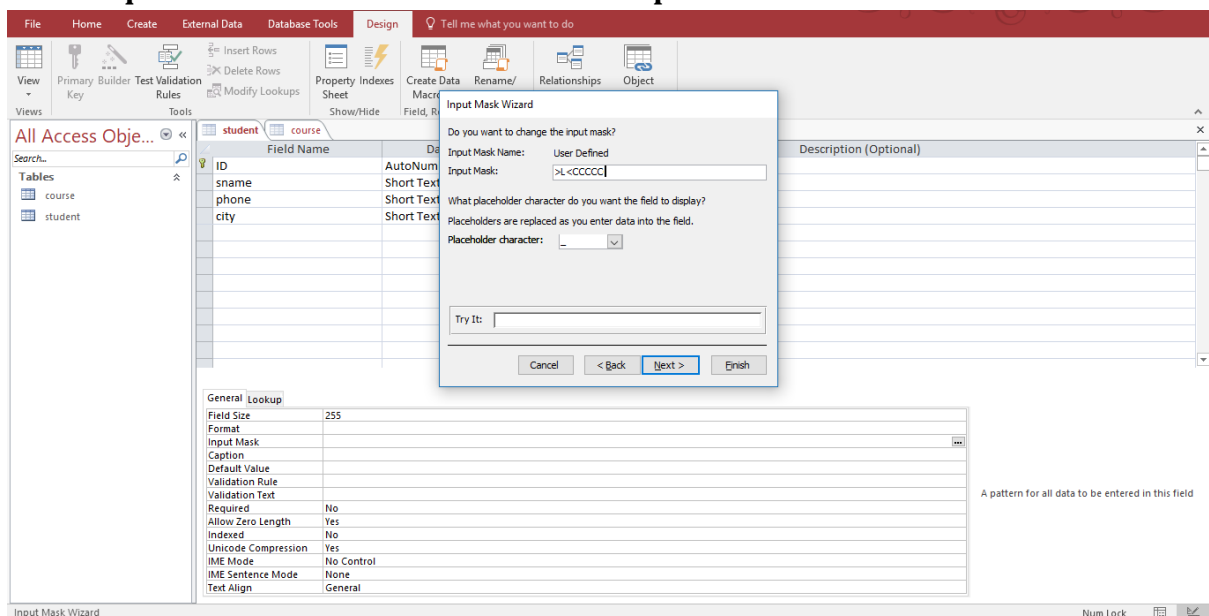 File Home Create External Data Database Tools Design Tell me what you want to do
View Primary Key Builder Test Validation Rules Insert Rows Delete Rows Modify Lookups Property Sheet Indexes Create Data Rename/ Relationships Object
Views Tools Show/Hide
Input Mask Wizard
Do you want to change the input mask?
Input Mask Name: User Defined
Input Mask: >L<CCCCC
What placeholder character do you want the field to display?
Placeholders are replaced as you enter data into the field.
Placeholder character: _
Try It:
Cancel < Back Next > Finish
All Access Obje...
Search...
Tables
course
student
student course
Field Name Description (Optional)
ID AutoNum
sname Short Text
phone Short Text
city Short Text
General Lookup
Field Size 255
Format
Input Mask
Caption
Default Value
Validation Rule
Validation Text
Required No
Allow Zero Length Yes
Indexed No
Unicode Compression Yes
IME Mode No Control
IME Sentence Mode None
Text Align General
A pattern for all data to be entered in this field
Input Mask Wizard Num Lock